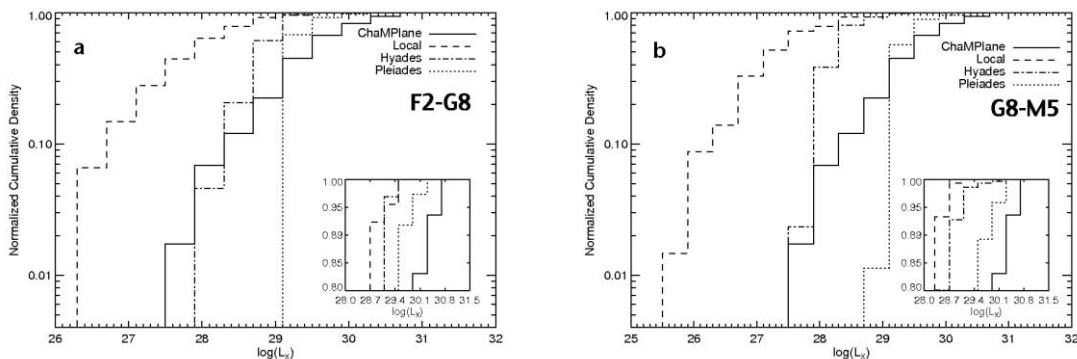 a
ChaMPlane
Local
Hyades
Pleiades
F2-G8
Normalized Cumulative Density
1.00
0.10
0.01
1.00
0.95
0.89
0.85
0.80
28.0 28.7 29.4 30.1 30.8 31.5
log(Lx)
26 27 28 29 30 31 32
log(Lx)
b
ChaMPlane
Local
Hyades
Pleiades
G8-M5
Normalized Cumulative Density
1.00
0.10
0.01
1.00
0.95
0.89
0.85
0.80
28.0 28.7 29.4 30.1 30.8 31.5
log(Lx)
25 26 27 28 29 30 31 32
log(Lx)